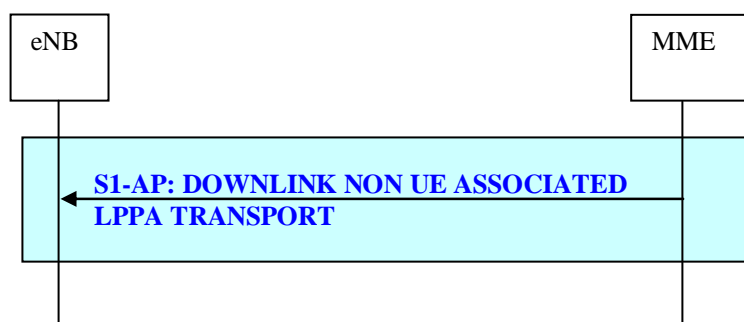 eNB
MME
S1-AP: DOWNLINK NON UE ASSOCIATED
LPPA TRANSPORT